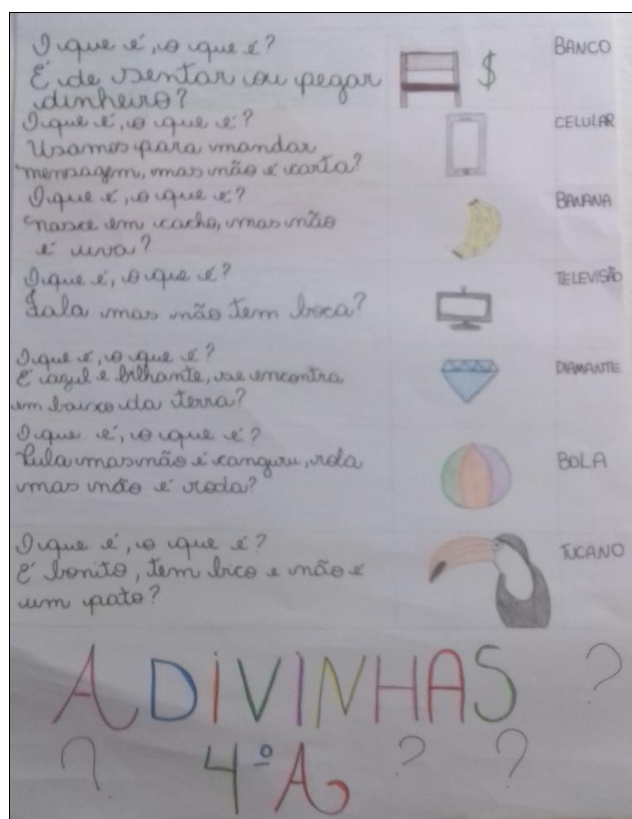 O que é, o que é?
É de sentar ou pegar
dinheiro?
$
BANCO
O que é, o que é?
Usamos para mandar
mensagem, mas não é carta?
CELULAR
O que é, o que é?
nasce em cacho, mas não
é uva?
BANANA
O que é, o que é?
Fala mas não tem boca?
TELEVISÃO
O que é, o que é?
É azul e brilhante, se encontra
em baixo da terra?
DIAMANTE
O que é, o que é?
Pula mas não é canguru, rola
mas não é roda?
BOLA
O que é, o que é?
É bonito, tem bico e não é
um pato?
TUCANO
ADIVINHAS ?
? 4º A ? ?